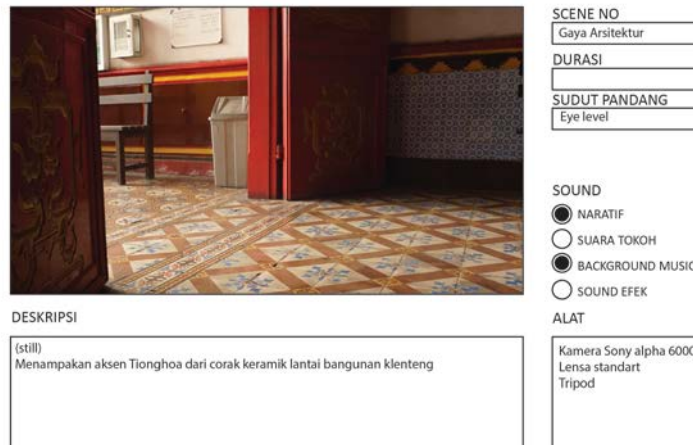 SCENE NO
Gaya Arsitektur
DURASI
SUDUT PANDANG
Eye level
SOUND
NARATIF
SUARA TOKOH
BACKGROUND MUSIC
SOUND EFEK
DESKRIPSI
(still)
Menampakan aksen Tionghoa dari corak keramik lantai bangunan klenteng
ALAT
Kamera Sony alpha 6000
Lensa standart
Tripod